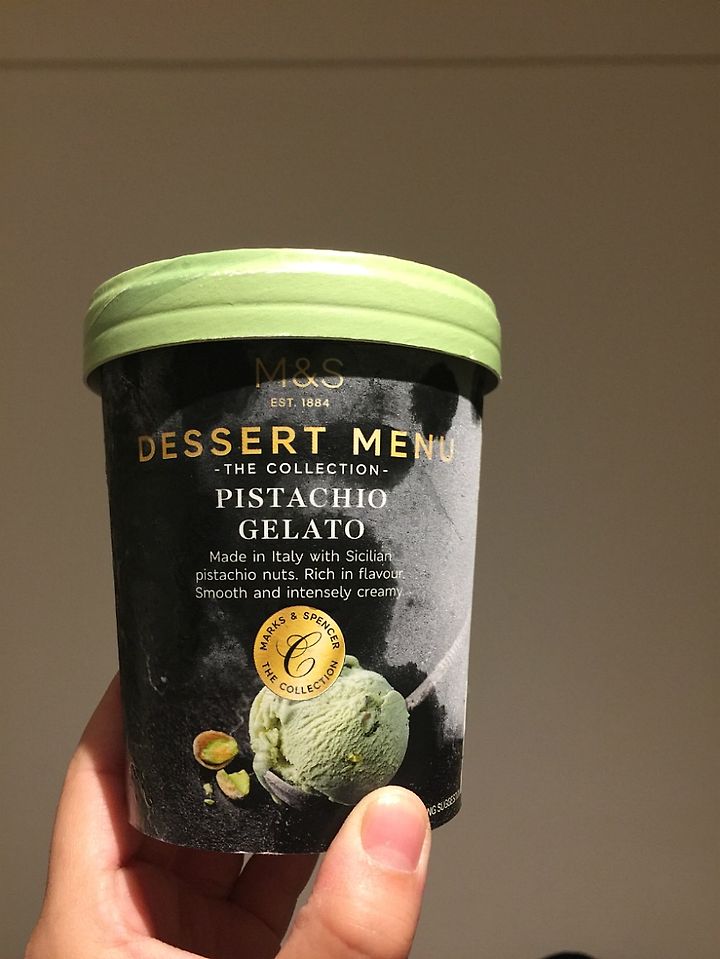 M&S
EST. 1884
DESSERT MENU
-THE COLLECTION-
PISTACHIO
GELATO
Made in Italy with Sicilian
pistachio nuts. Rich in flavour.
Smooth and intensely creamy
MARKS & SPENCER
C
THE COLLECTION